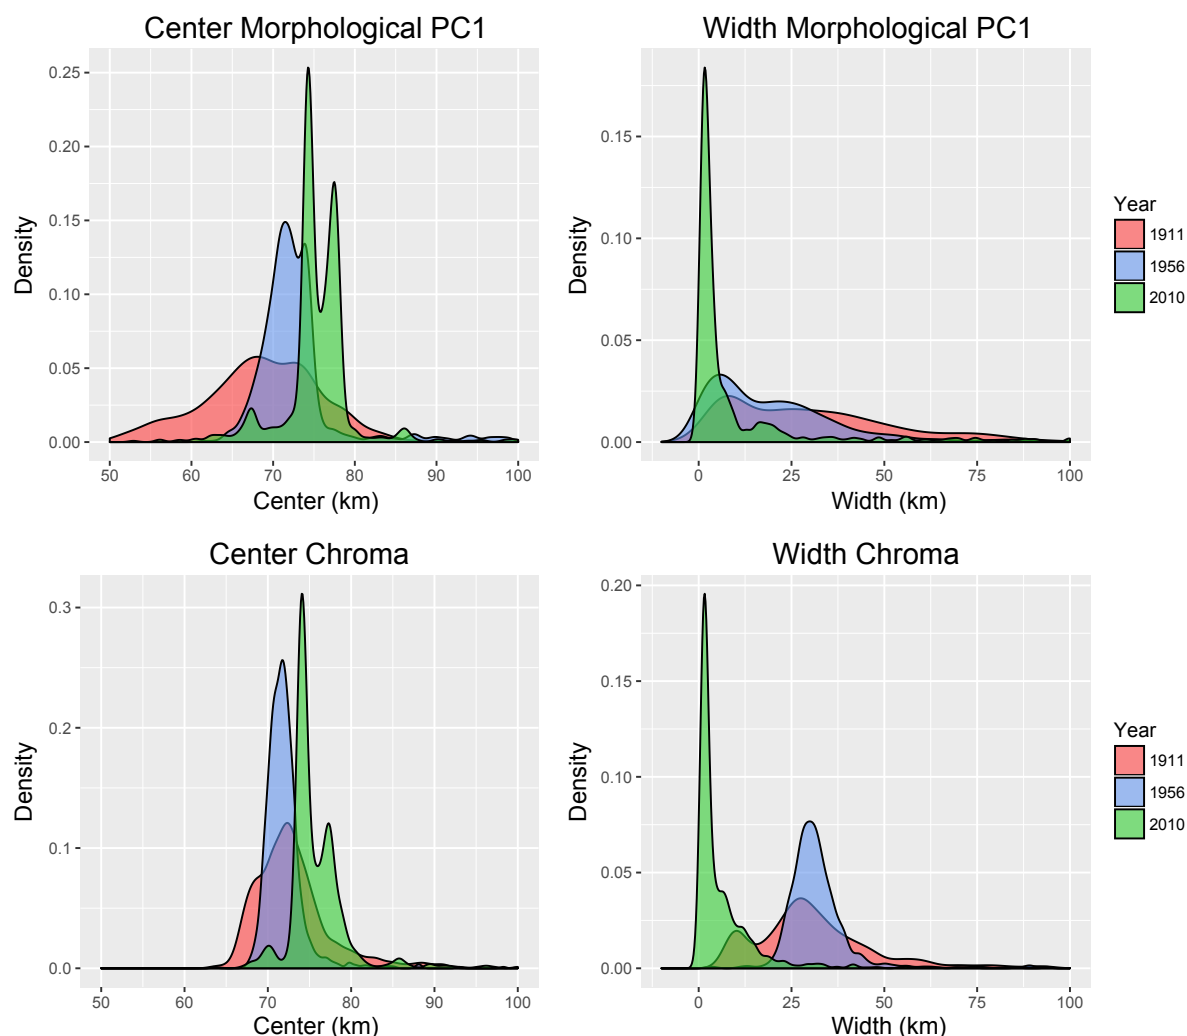 Center Morphological PC1
Density
0.25
0.20
0.15
0.10
0.05
0.00
50 60 70 80 90 100
Center (km)
Width Morphological PC1
Density
0.15
0.10
0.05
0.00
0 25 50 75 100
Width (km)
Year
1911
1956
2010
Center Chroma
Density
0.3
0.2
0.1
0.0
50 60 70 80 90 100
Center (km)
Width Chroma
Density
0.20
0.15
0.10
0.05
0.00
0 25 50 75 100
Width (km)
Year
1911
1956
2010